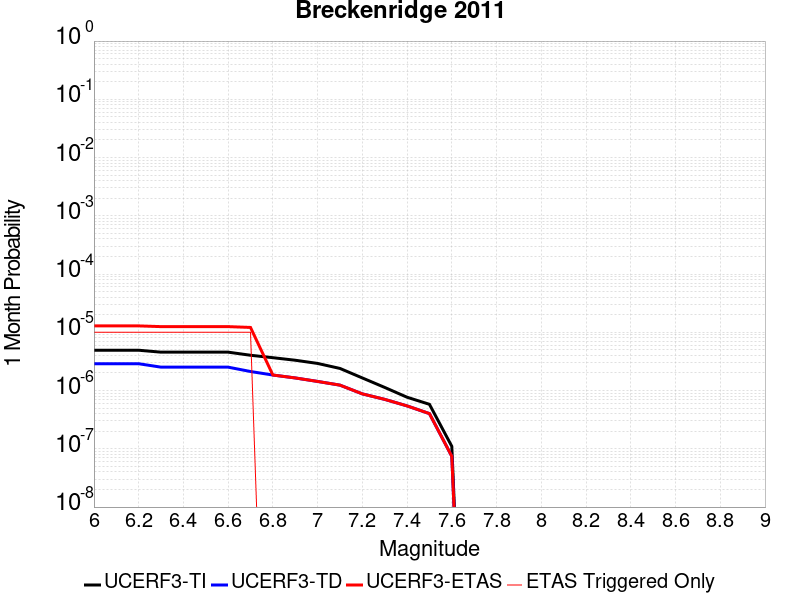 Breckenridge 2011
10^0
10^-1
10^-2
10^-3
10^-4
10^-5
10^-6
10^-7
10^-8
1 Month Probability
6 6.2 6.4 6.6 6.8 7 7.2 7.4 7.6 7.8 8 8.2 8.4 8.6 8.8 9
Magnitude
UCERF3-TI UCERF3-TD UCERF3-ETAS ETAS Triggered Only